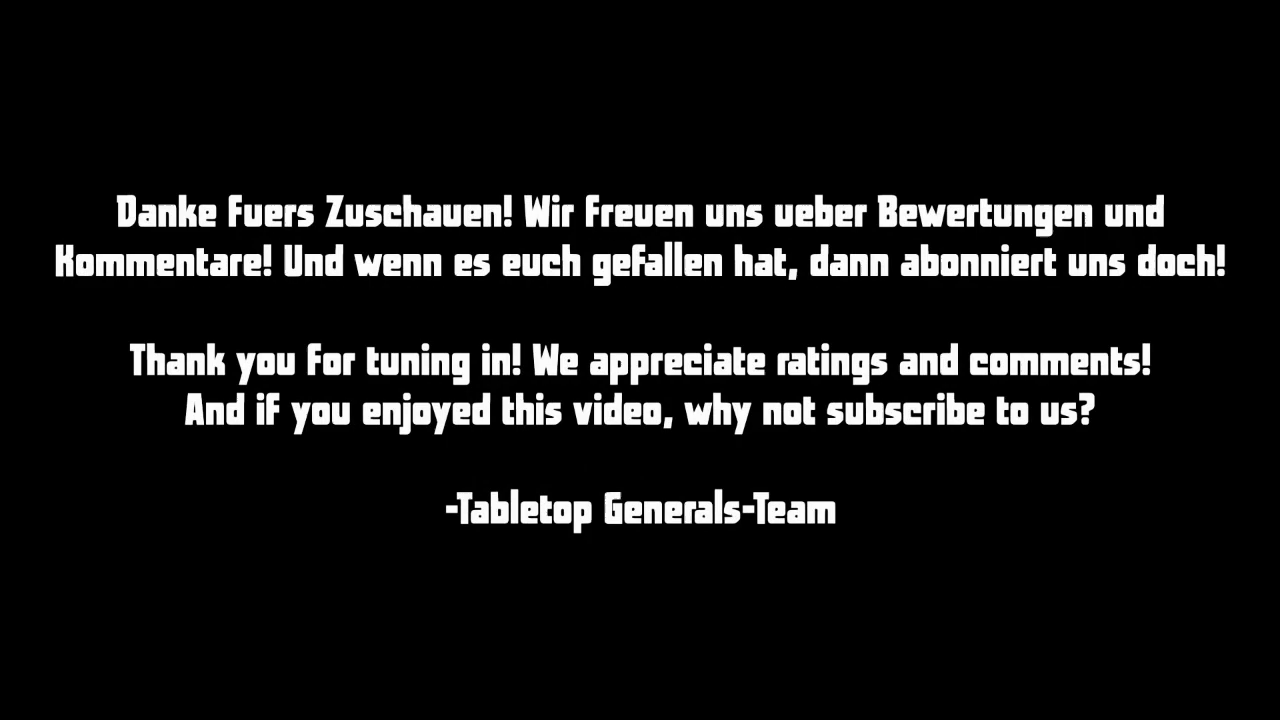 Danke fuers Zuschauen! Wir freuen uns ueber Bewertungen und
Kommentare! Und wenn es euch gefallen hat, dann abonniert uns doch!
Thank you for tuning in! We appreciate ratings and comments!
And if you enjoyed this video, why not subscribe to us?
-Tabletop Generals-Team